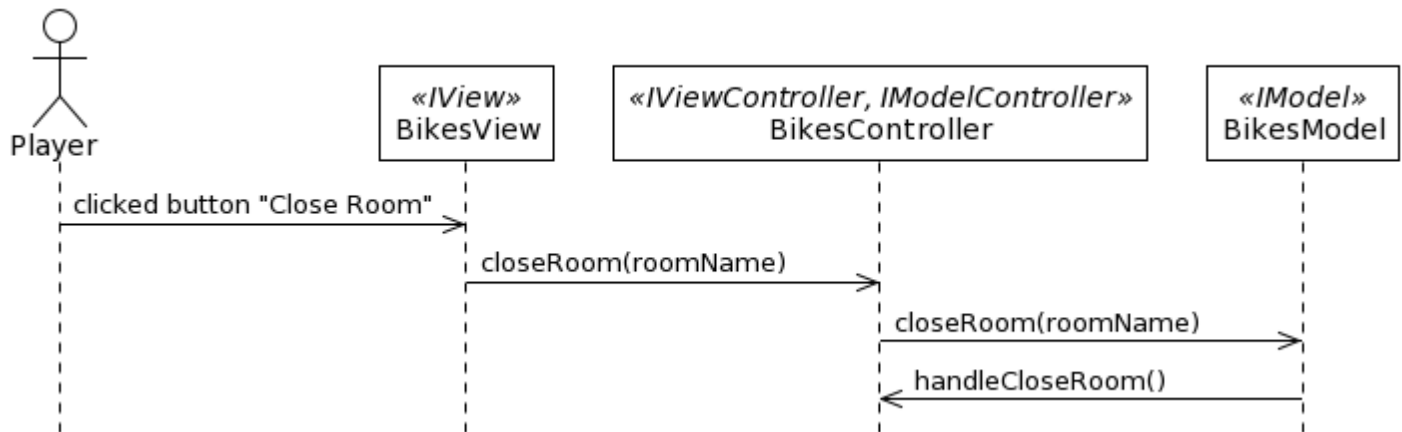 Player
«IView»
BikesView
«IViewController, IModelController»
BikesController
«IModel»
BikesModel
clicked button "Close Room"
closeRoom(roomName)
closeRoom(roomName)
handleCloseRoom()